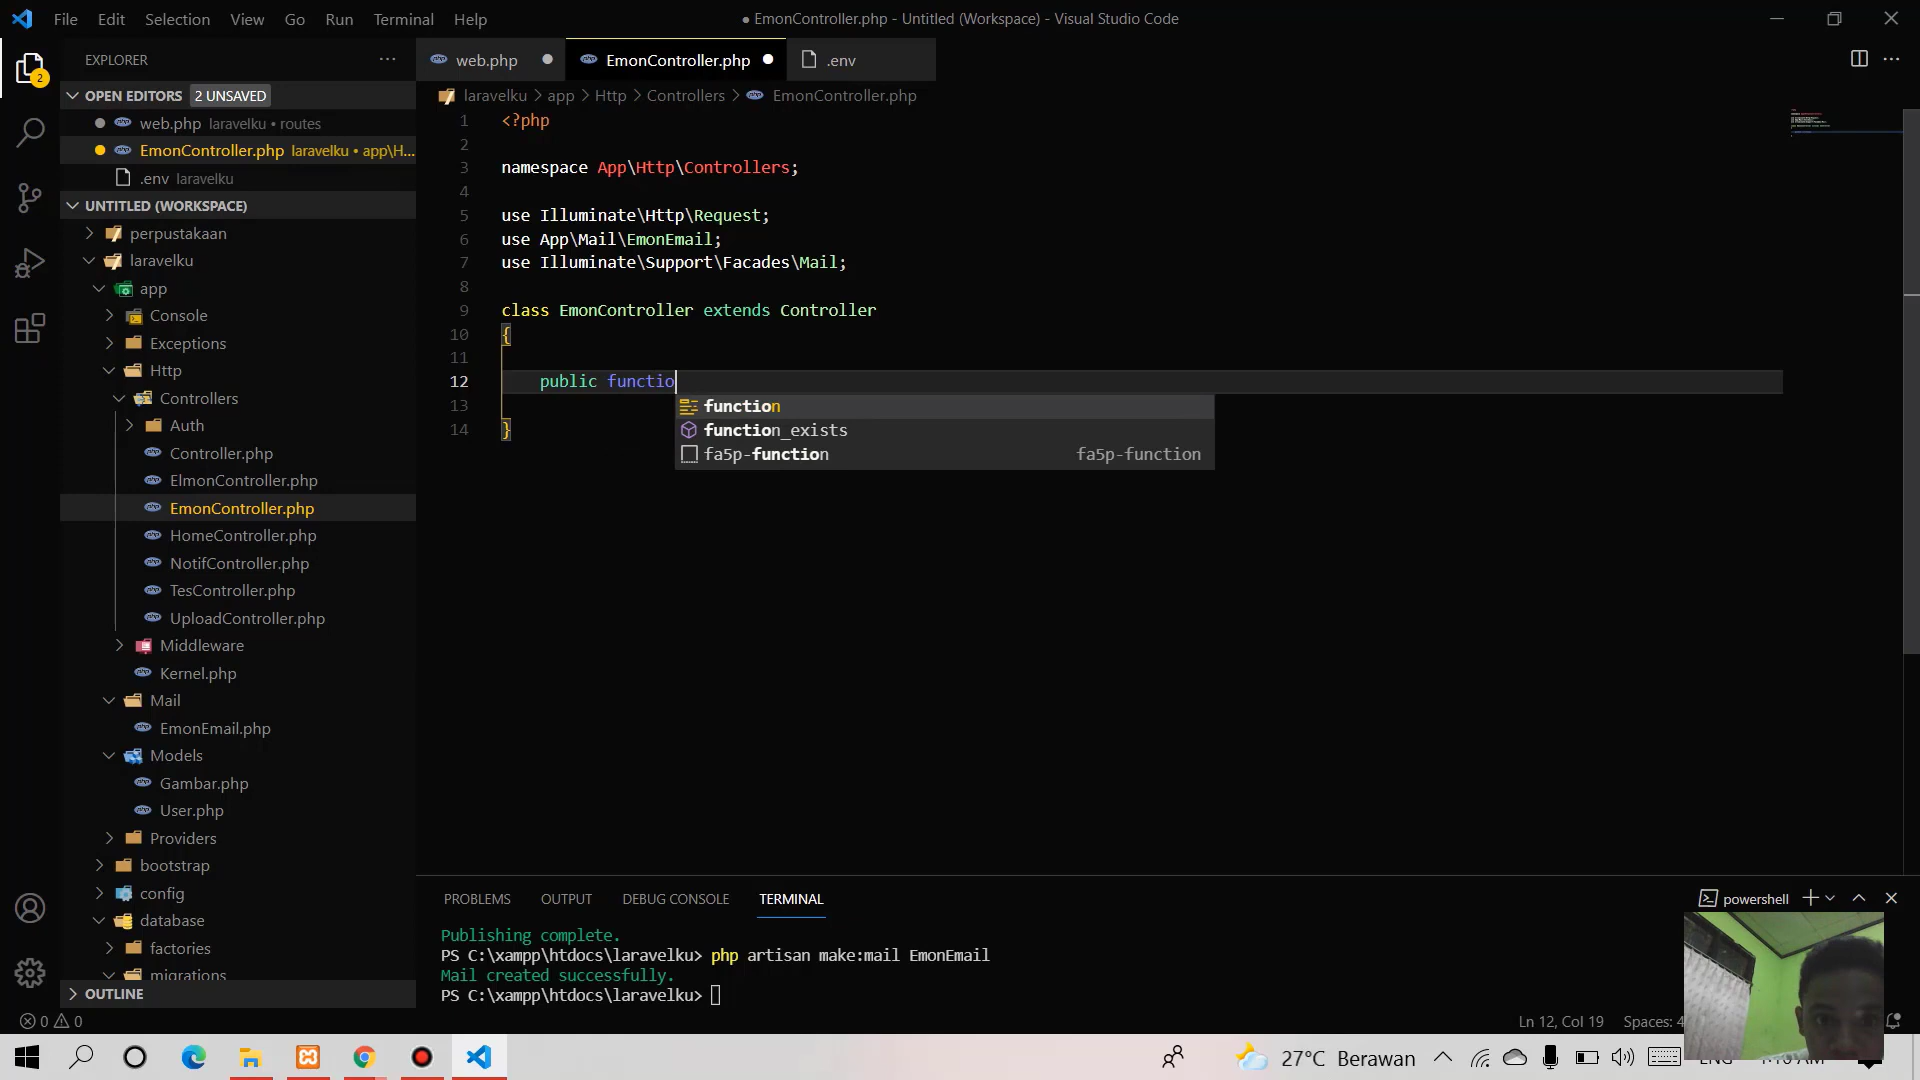 File Edit Selection View Go Run Terminal Help
● EmonController.php - Untitled (Workspace) - Visual Studio Code
EXPLORER
OPEN EDITORS 2 UNSAVED
web.php laravelku • routes
EmonController.php laravelku • app\H...
.env laravelku
UNTITLED (WORKSPACE)
perpustakaan
laravelku
app
Console
Exceptions
Http
Controllers
Auth
Controller.php
ElmonController.php
EmonController.php
HomeController.php
NotifController.php
TesController.php
UploadController.php
Middleware
Kernel.php
Mail
EmonEmail.php
Models
Gambar.php
User.php
Providers
bootstrap
config
database
factories
migrations
OUTLINE
2
web.php EmonController.php .env
laravelku > app > Http > Controllers > EmonController.php
1 <?php
2
3 namespace App\Http\Controllers;
4
5 use Illuminate\Http\Request;
6 use App\Mail\EmonEmail;
7 use Illuminate\Support\Facades\Mail;
8
9 class EmonController extends Controller
10 {
11
12 public functio
13
14 }
function
function_exists
fa5p-function fa5p-function
PROBLEMS OUTPUT DEBUG CONSOLE TERMINAL
powershell
Publishing complete.
PS C:\xampp\htdocs\laravelku> php artisan make:mail EmonEmail
Mail created successfully.
PS C:\xampp\htdocs\laravelku>
0 0
Ln 12, Col 19 Spaces: 4
27°C Berawan